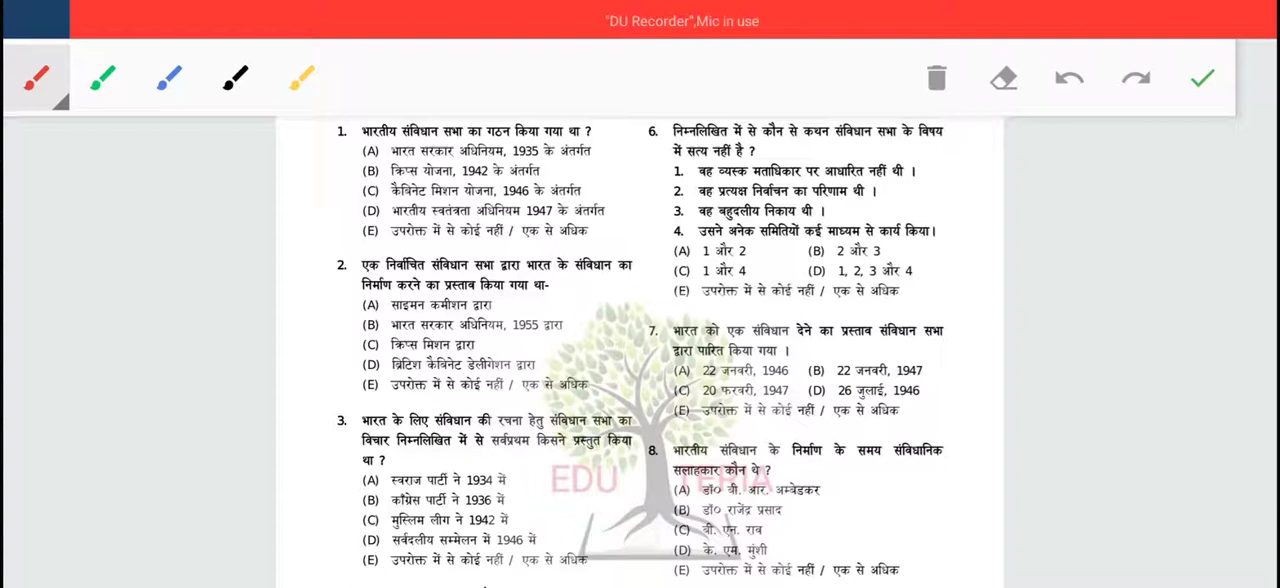 "DU Recorder",Mic in use
1. भारतीय संविधान सभा का गठन किया गया था ?
(A) भारत सरकार अधिनियम, 1935 के अंतर्गत
(B) क्रिप्स योजना, 1942 के अंतर्गत
(C) कैबिनेट मिशन योजना, 1946 के अंतर्गत
(D) भारतीय स्वतंत्रता अधिनियम 1947 के अंतर्गत
(E) उपरोक्त में से कोई नहीं / एक से अधिक
2. एक निर्वाचित संविधान सभा द्वारा भारत के संविधान का
निर्माण करने का प्रस्ताव किया गया था-
(A) साइमन कमीशन द्वारा
(B) भारत सरकार अधिनियम, 1955 द्वारा
(C) क्रिप्स मिशन द्वारा
(D) ब्रिटिश कैबिनेट डेलीगेशन द्वारा
(E) उपरोक्त में से कोई नहीं / एक से अधिक
3. भारत के लिए संविधान की रचना हेतु संविधान सभा का
विचार निम्नलिखित में से सर्वप्रथम किसने प्रस्तुत किया
था ?
(A) स्वराज पार्टी ने 1934 में
(B) काँग्रेस पार्टी ने 1936 में
(C) मुस्लिम लीग ने 1942 में
(D) सर्वदलीय सम्मेलन में 1946 में
(E) उपरोक्त में से कोई नहीं / एक से अधिक
6. निम्नलिखित में से कौन से कथन संविधान सभा के विषय
में सत्य नहीं है ?
1. वह व्यस्क मताधिकार पर आधारित नहीं थी ।
2. वह प्रत्यक्ष निर्वाचन का परिणाम थी ।
3. वह बहुदलीय निकाय थी ।
4. उसने अनेक समितियों कई माध्यम से कार्य किया।
(A) 1 और 2 (B) 2 और 3
(C) 1 और 4 (D) 1, 2, 3 और 4
(E) उपरोक्त में से कोई नहीं / एक से अधिक
7. भारत को एक संविधान देने का प्रस्ताव संविधान सभा
द्वारा पारित किया गया ।
(A) 22 जनवरी, 1946 (B) 22 जनवरी, 1947
(C) 20 फरवरी, 1947 (D) 26 जुलाई, 1946
(E) उपरोक्त में से कोई नहीं / एक से अधिक
8. भारतीय संविधान के निर्माण के समय संविधानिक
सलाहकार कौन थे ?
(A) डॉ० बी. आर. अम्बेडकर
(B) डॉ० राजेंद्र प्रसाद
(C) बी. एन. राव
(D) के. एम. मुंशी
(E) उपरोक्त में से कोई नहीं / एक से अधिक
EDU TERIA